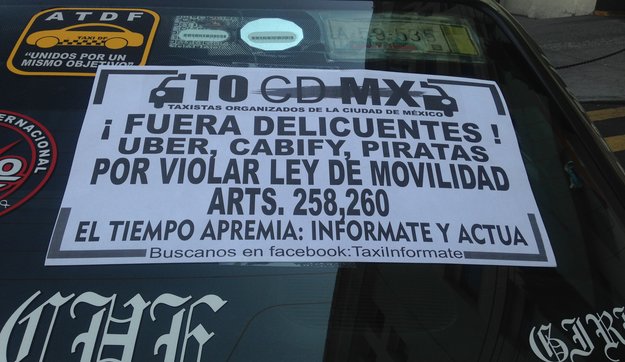 ATDF
TAXI DF
"UNIDOS POR UN
MISMO OBJETIVO"
TO CD MX
TAXISTAS ORGANIZADOS DE LA CIUDAD DE MÉXICO
¡ FUERA DELICUENTES !
UBER, CABIFY, PIRATAS
POR VIOLAR LEY DE MOVILIDAD
ARTS. 258,260
EL TIEMPO APREMIA: INFORMATE Y ACTUA
Buscanos en facebook:TaxiInformate